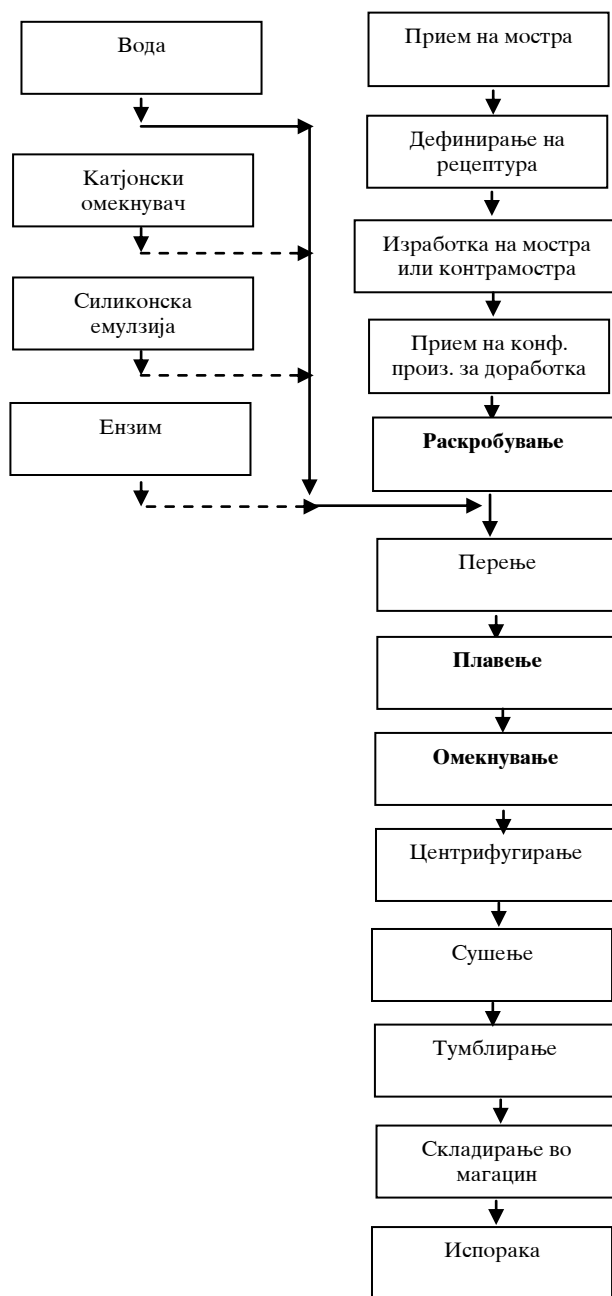 Вода
Катјонски
омекнувач
Силиконска
емулзија
Ензим
Прием на мостра
Дефинирање на
рецептура
Изработка на мостра
или контрамостра
Прием на конф.
произ. за доработка
Раскробување
Перење
Плавење
Омекнување
Центрифугирање
Сушење
Тумблирање
Складирање во
магацин
Испорака